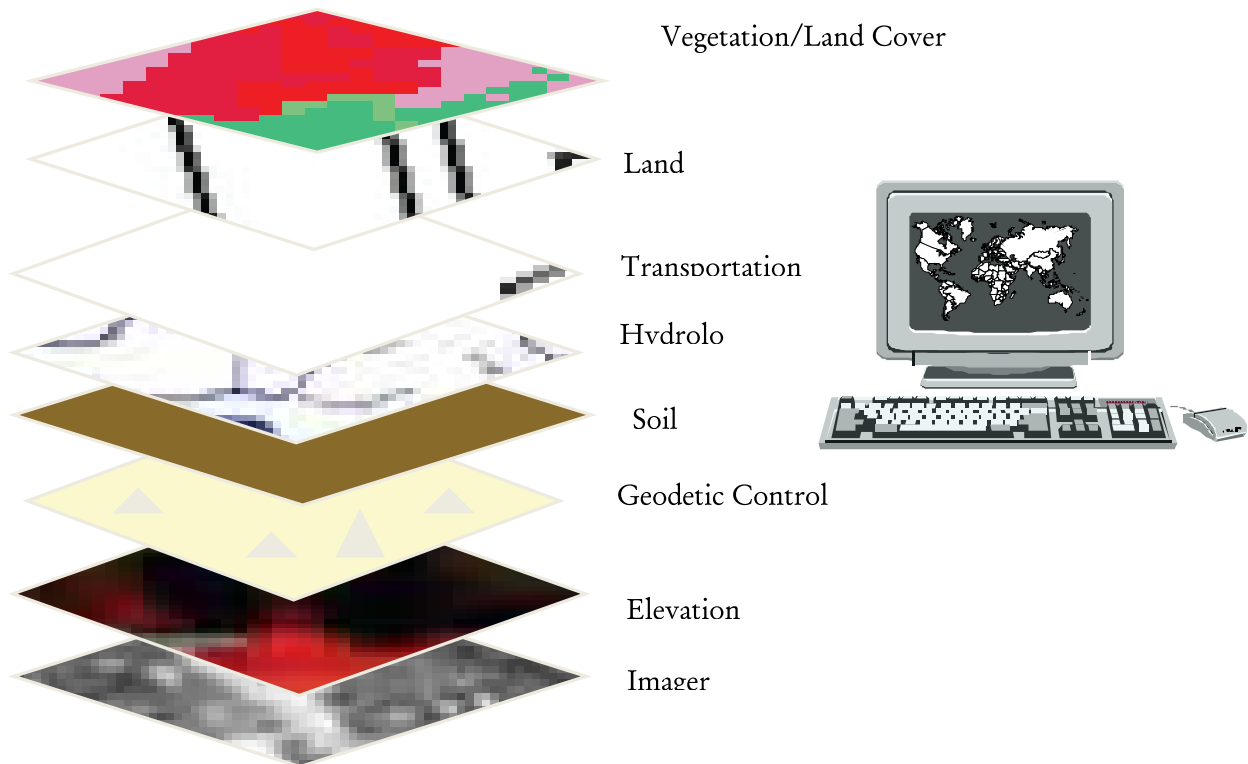 Vegetation/Land Cover
Land
Transportation
Hydrolo
Soil
Geodetic Control
Elevation
Imager